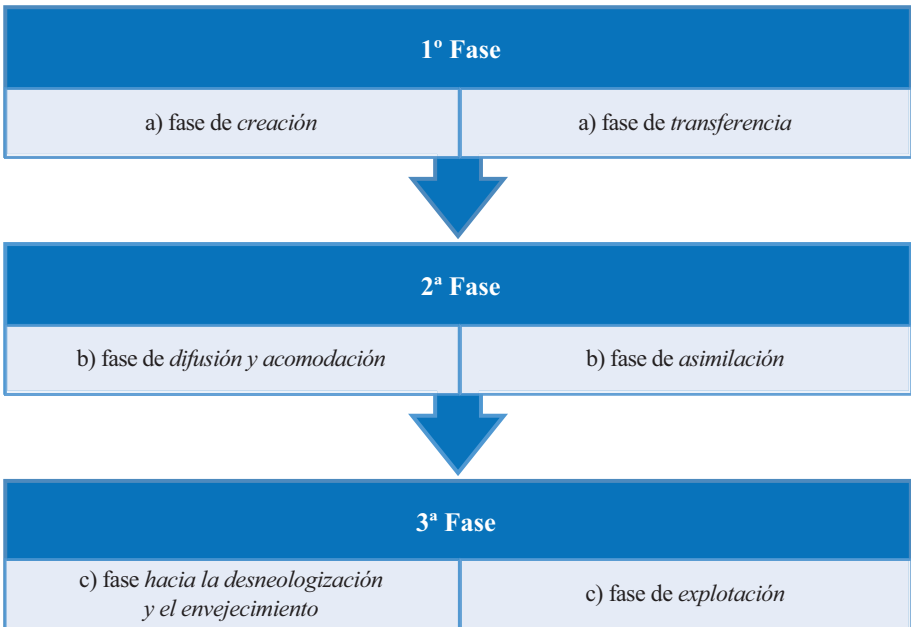 1º Fase
a) fase de creación
a) fase de transferencia
2ª Fase
b) fase de difusión y acomodación
b) fase de asimilación
3ª Fase
c) fase hacia la desneologización
y el envejecimiento
c) fase de explotación